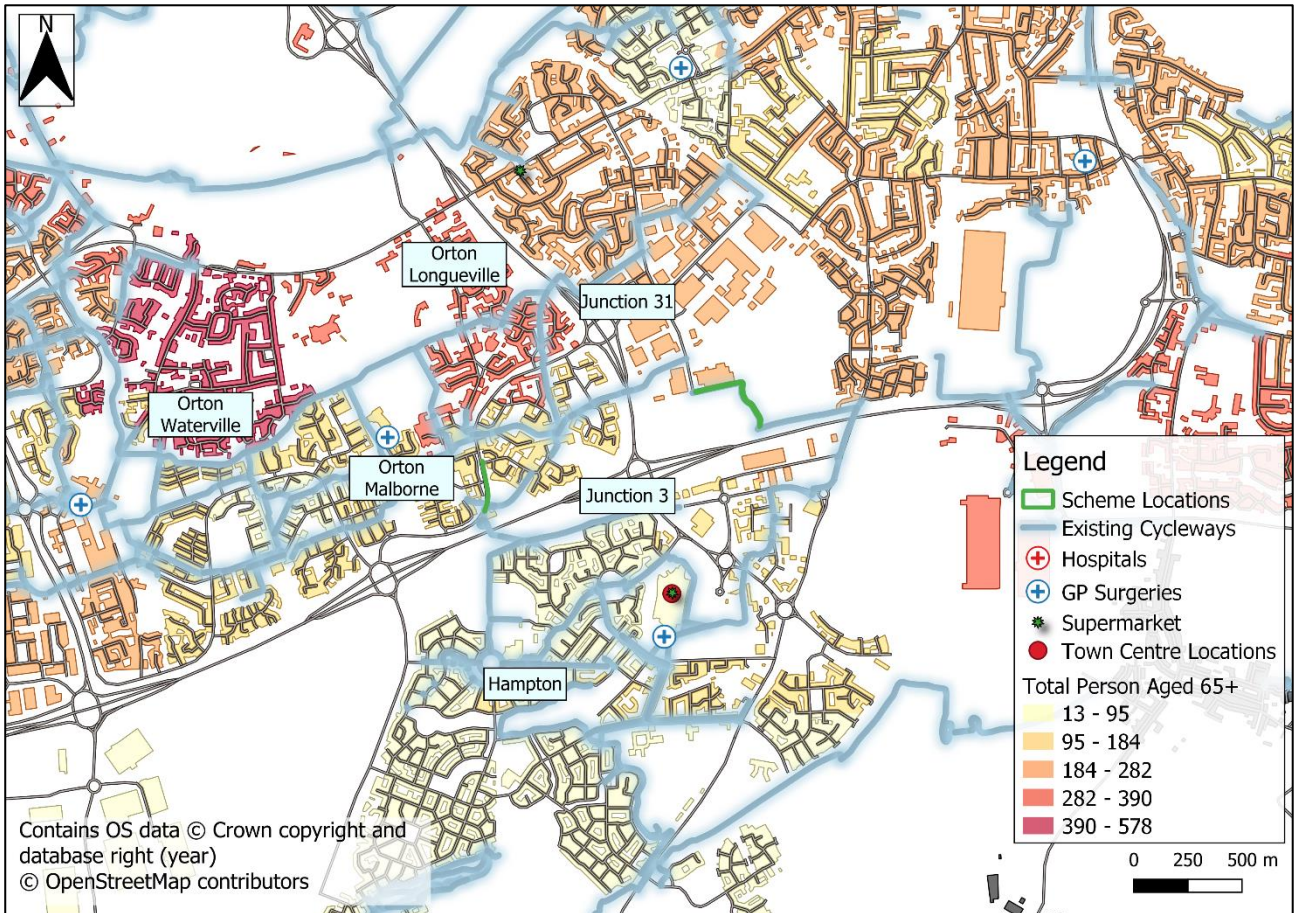 N
Orton
Longueville
Junction 31
Orton
Waterville
Orton
Malborne
Junction 3
Hampton
Legend
Scheme Locations
Existing Cycleways
Hospitals
GP Surgeries
Supermarket
Town Centre Locations
Total Person Aged 65+
13 - 95
95 - 184
184 - 282
282 - 390
390 - 578
0 250 500 m
Contains OS data © Crown copyright and
database right (year)
© OpenStreetMap contributors